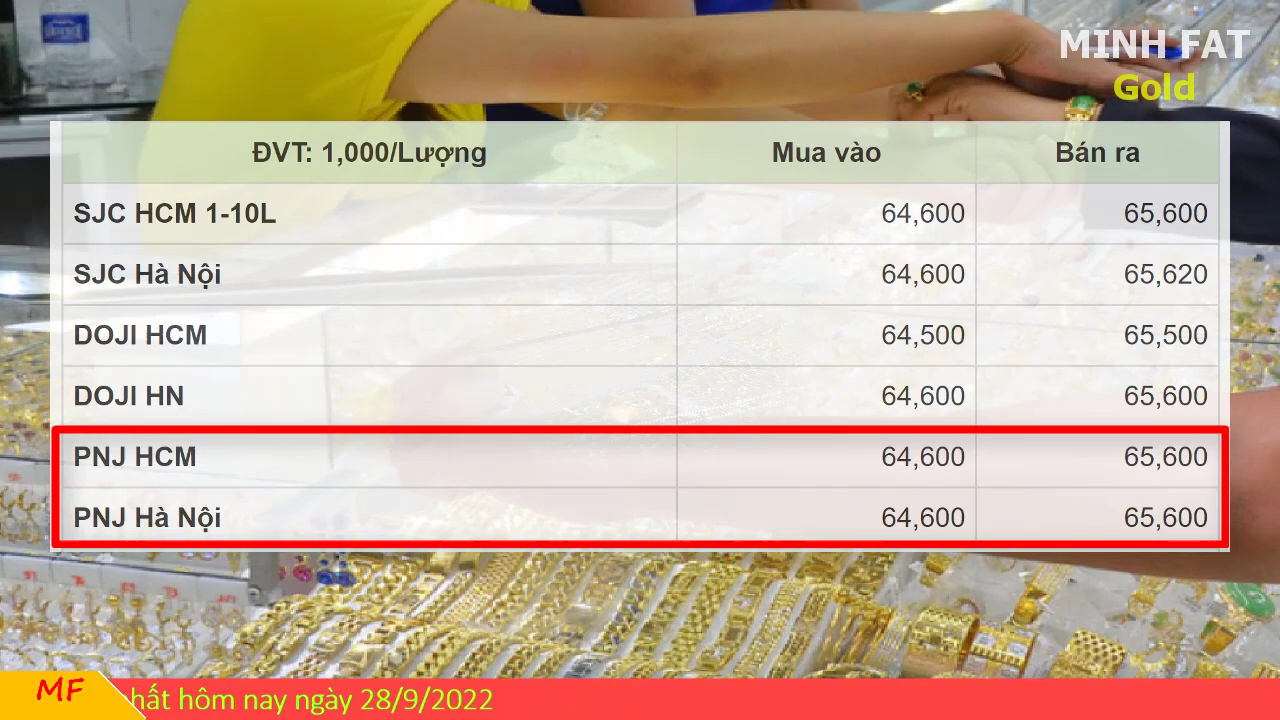 MINH FAT
Gold
ĐVT: 1,000/Lượng Mua vào Bán ra
SJC HCM 1-10L 64,600 65,600
SJC Hà Nội 64,600 65,620
DOJI HCM 64,500 65,500
DOJI HN 64,600 65,600
PNJ HCM 64,600 65,600
PNJ Hà Nội 64,600 65,600
MF hất hôm nay ngày 28/9/2022